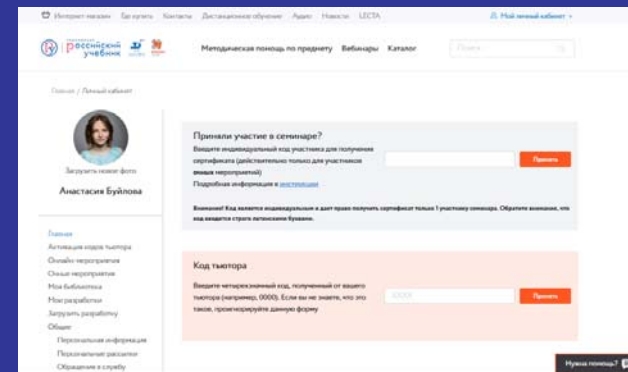 Интернет-магазин Где купить Контакты Дистанционное обучение Аудио Новости LECTA Мой личный кабинет
российский учебник
Методическая помощь по предмету Вебинары Каталог Поиск
Главная / Личный кабинет
Загрузить новое фото
Анастасия Буйлова
Приняли участие в семинаре?
Введите индивидуальный код участника для получения
сертификата (действительно только для участников
очных мероприятий)
Подробная информация в инструкции
Принять
Внимание! Код является индивидуальным и дает право получить сертификат только 1 участнику семинара. Обратите внимание, что
код вводится строго латинскими буквами.
Код тьютора
Введите четырехзначный код, полученный от вашего
тьютора (например, 0000). Если вы не знаете, что это
такое, проигнорируйте данную форму
Принять
Главная
Активация кодов тьютора
Онлайн-мероприятия
Очные мероприятия
Моя библиотека
Мои разработки
Загрузить разработку
Общие
Персональная информация
Персональные рассылки
Обращения в службу
Нужна помощь?